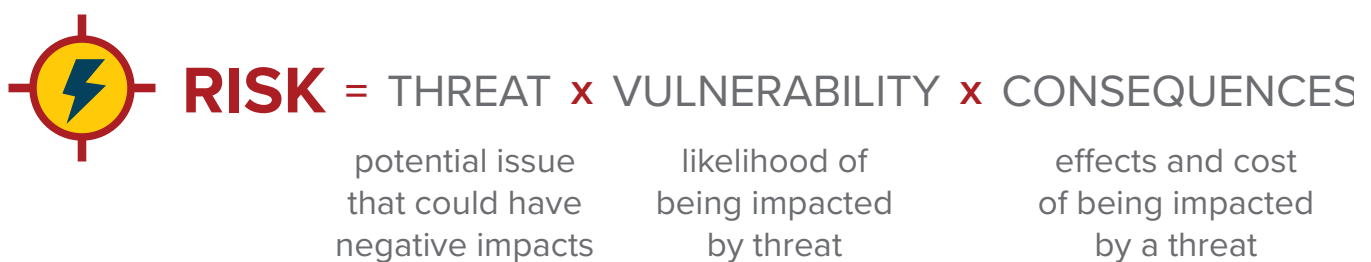 RISK = THREAT x VULNERABILITY x CONSEQUENCES
potential issue likelihood of effects and cost
that could have being impacted of being impacted
negative impacts by threat by a threat